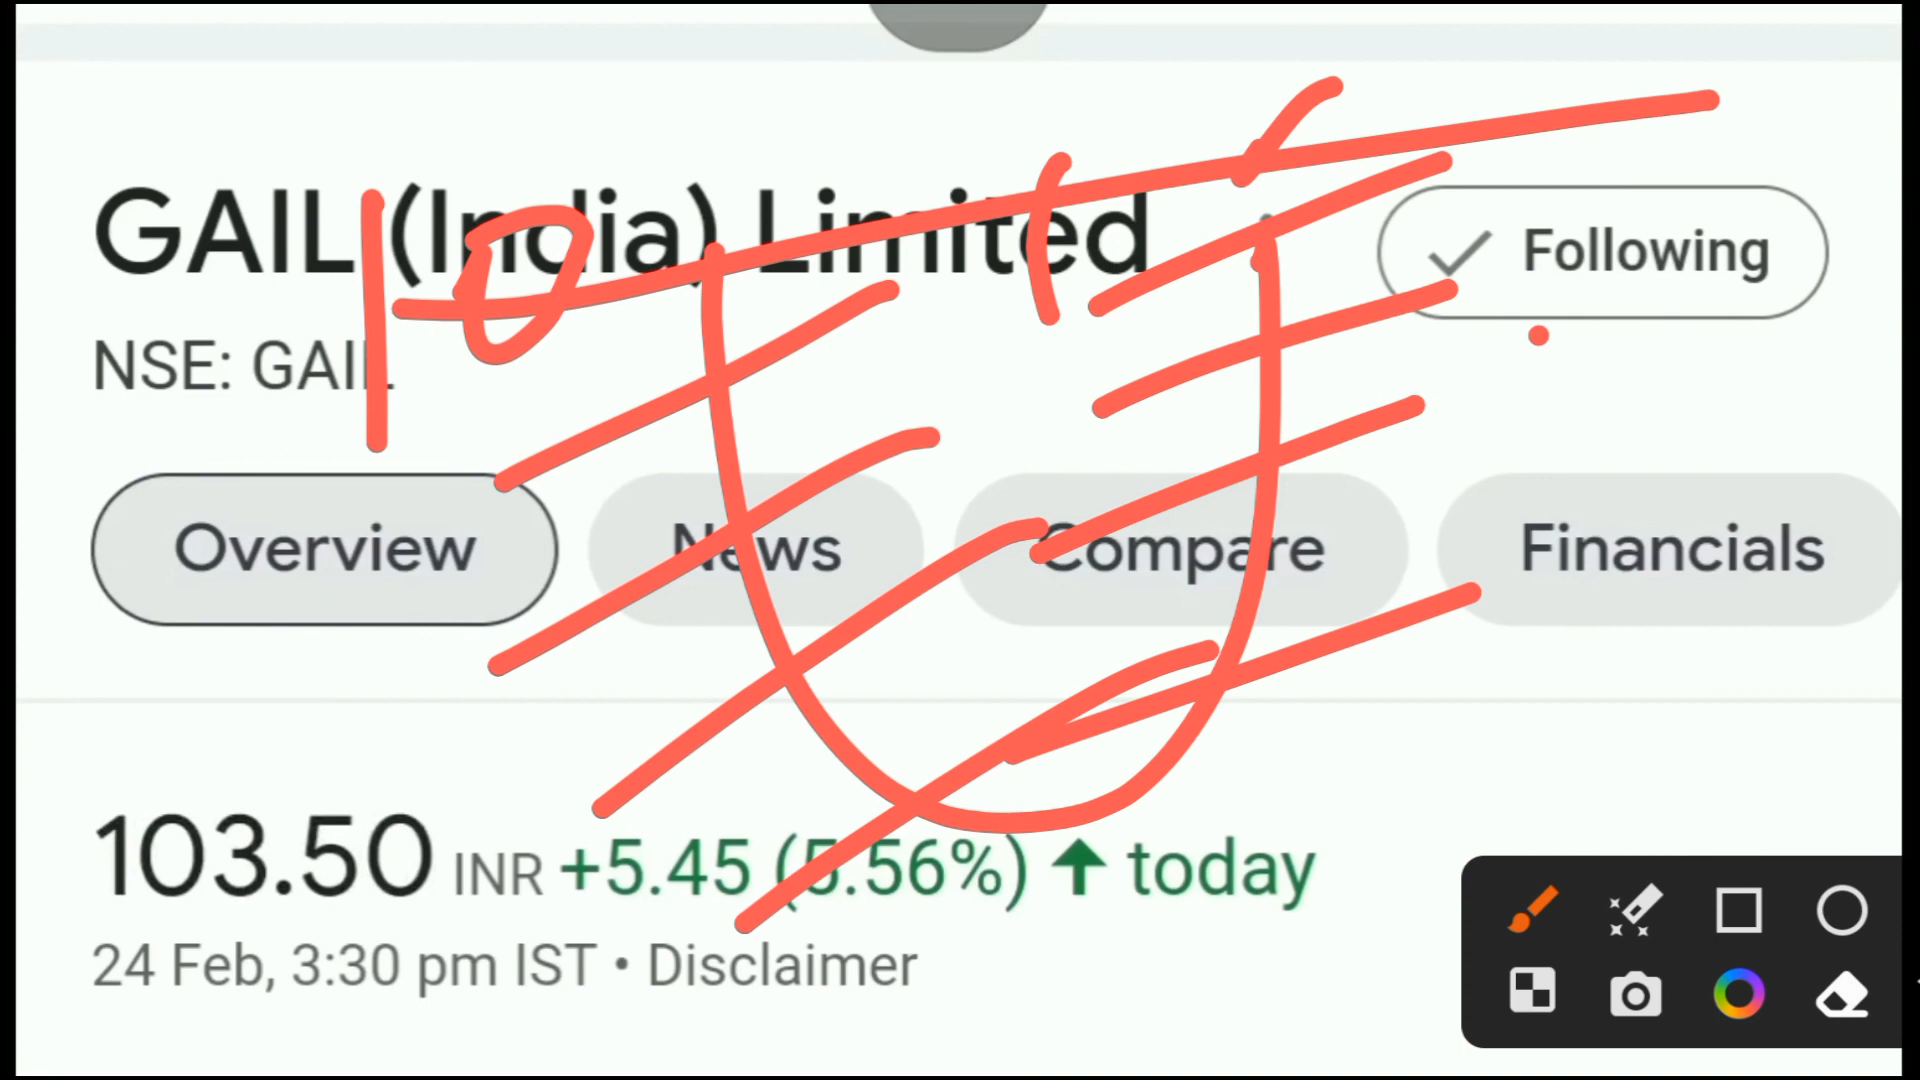 GAIL (India) Limited
Following
NSE: GAIL
Overview
News
Compare
Financials
103.50 INR +5.45 (5.56%) ↑ today
24 Feb, 3:30 pm IST • Disclaimer